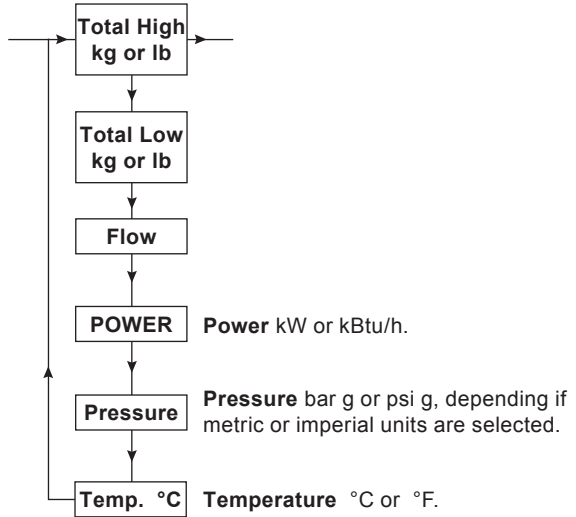 Total High
kg or lb
Total Low
kg or lb
Flow
POWER
Power kW or kBtu/h.
Pressure
Pressure bar g or psi g, depending if
metric or imperial units are selected.
Temp. °C
Temperature °C or °F.